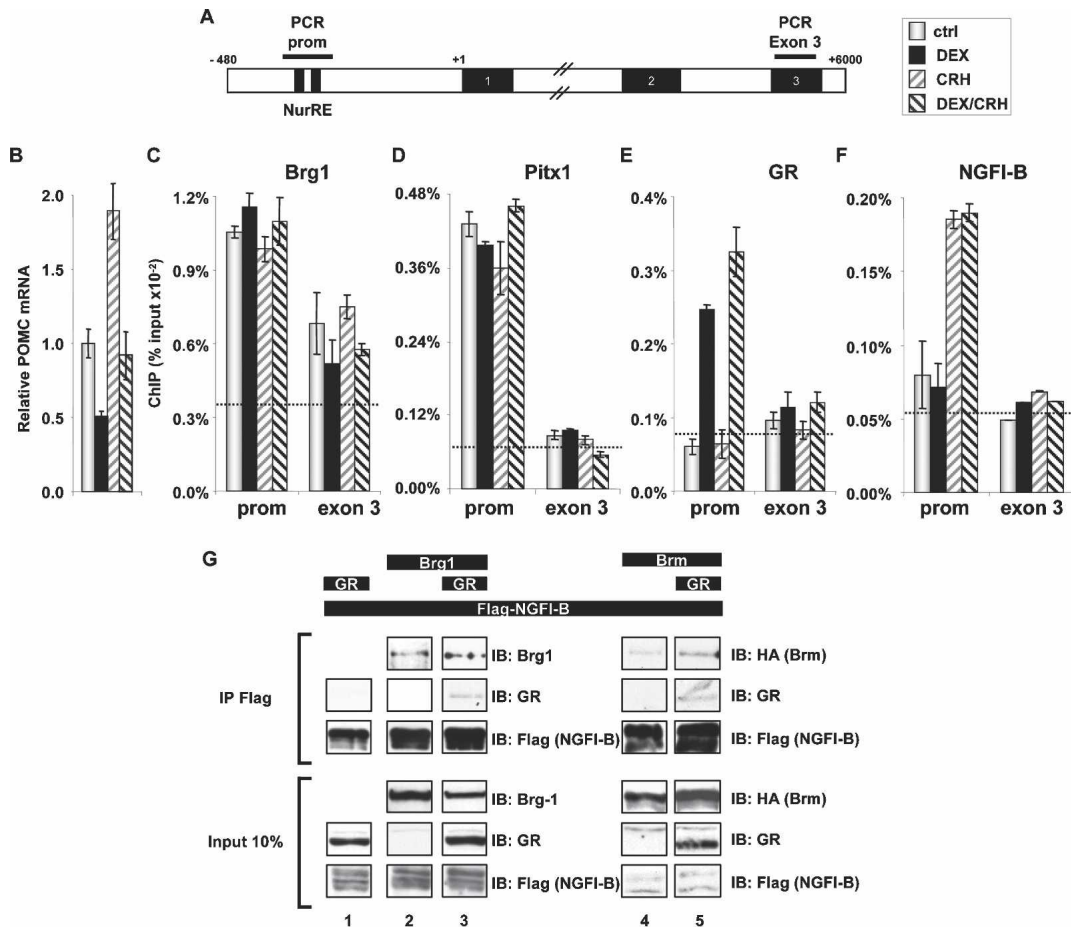 A
PCR
prom
PCR
Exon 3
- 480
+1
+6000
1
2
3
NurRE
ctrl
DEX
CRH
DEX/CRH
B
Relative POMC mRNA
2.0
1.5
1.0
0.5
0.0
C
Brg1
ChIP (% input x10-2)
1.2%
0.9%
0.6%
0.3%
0.0%
prom
exon 3
D
Pitx1
0.48%
0.36%
0.24%
0.12%
0.00%
prom
exon 3
E
GR
0.4%
0.3%
0.2%
0.1%
0.0%
prom
exon 3
F
NGFI-B
0.20%
0.15%
0.10%
0.05%
0.00%
prom
exon 3
G
Brg1
Brm
GR
GR
GR
Flag-NGFI-B
IP Flag
IB: Brg1
IB: HA (Brm)
IB: GR
IB: GR
IB: Flag (NGFI-B)
IB: Flag (NGFI-B)
Input 10%
IB: Brg-1
IB: HA (Brm)
IB: GR
IB: GR
IB: Flag (NGFI-B)
IB: Flag (NGFI-B)
1
2
3
4
5